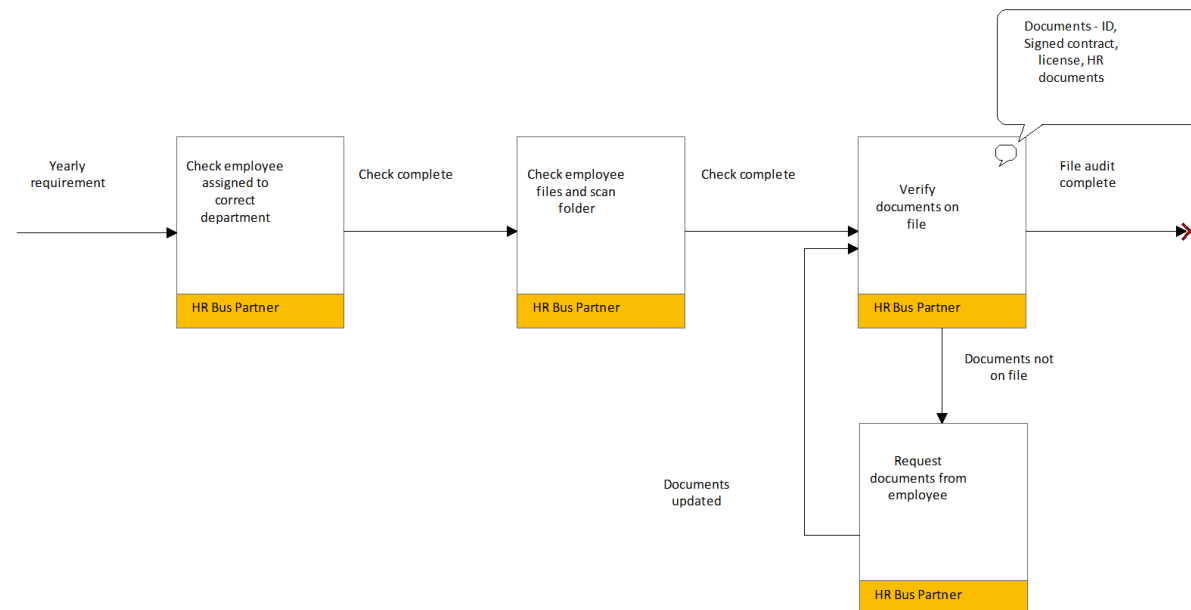 Documents - ID,
Signed contract,
license, HR
documents
Yearly
requirement
Check employee
assigned to
correct
department
HR Bus Partner
Check complete
Check employee
files and scan
folder
HR Bus Partner
Check complete
Verify
documents on
file
HR Bus Partner
File audit
complete
Documents not
on file
Request
documents from
employee
HR Bus Partner
Documents
updated